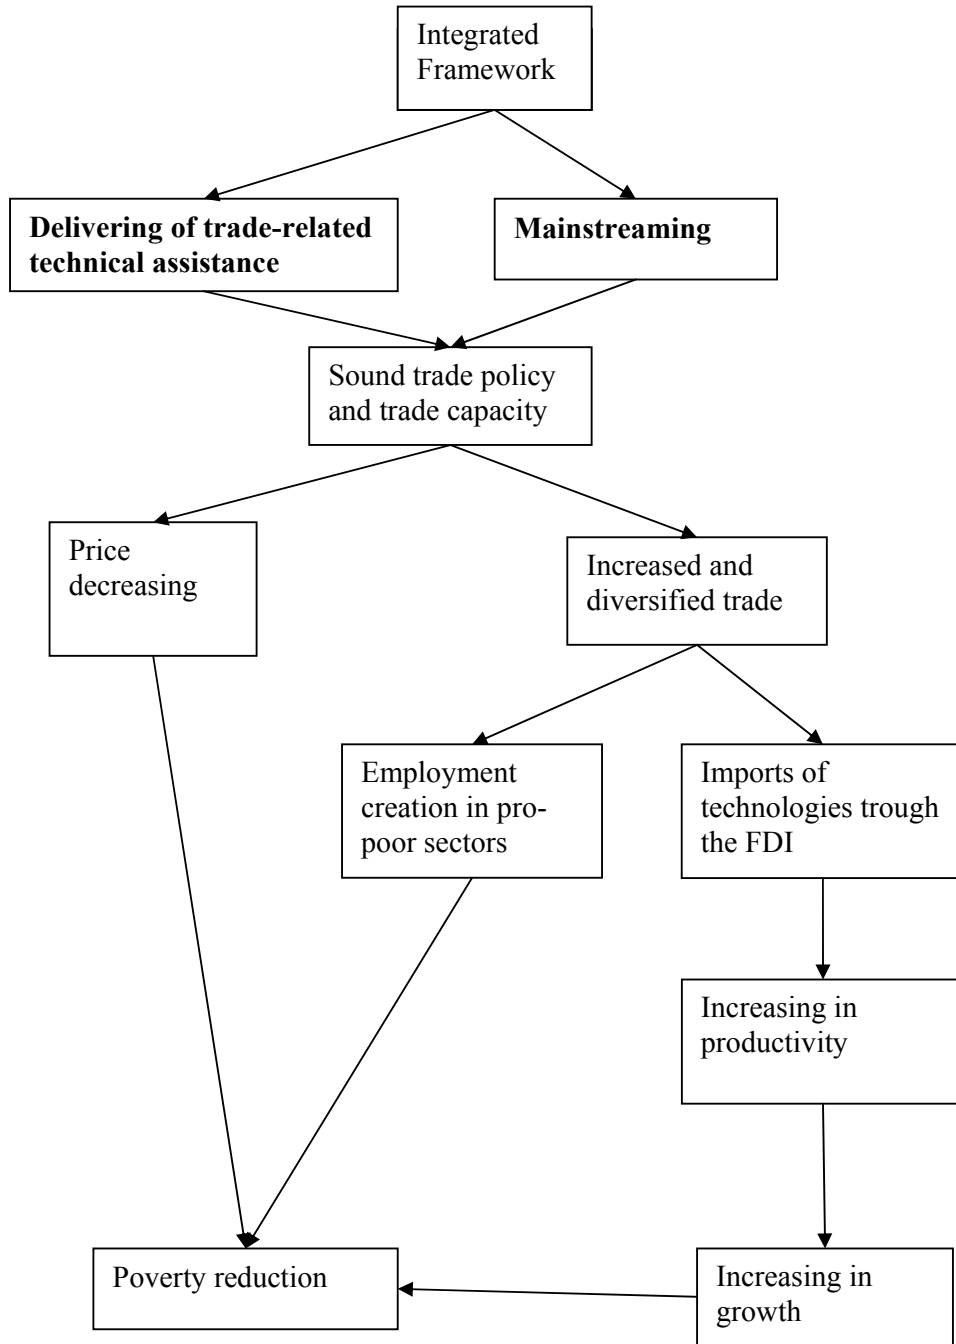 Integrated
Framework
Delivering of trade-related
technical assistance
Mainstreaming
Sound trade policy
and trade capacity
Price
decreasing
Increased and
diversified trade
Employment
creation in pro-
poor sectors
Imports of
technologies trough
the FDI
Increasing in
productivity
Poverty reduction
Increasing in
growth